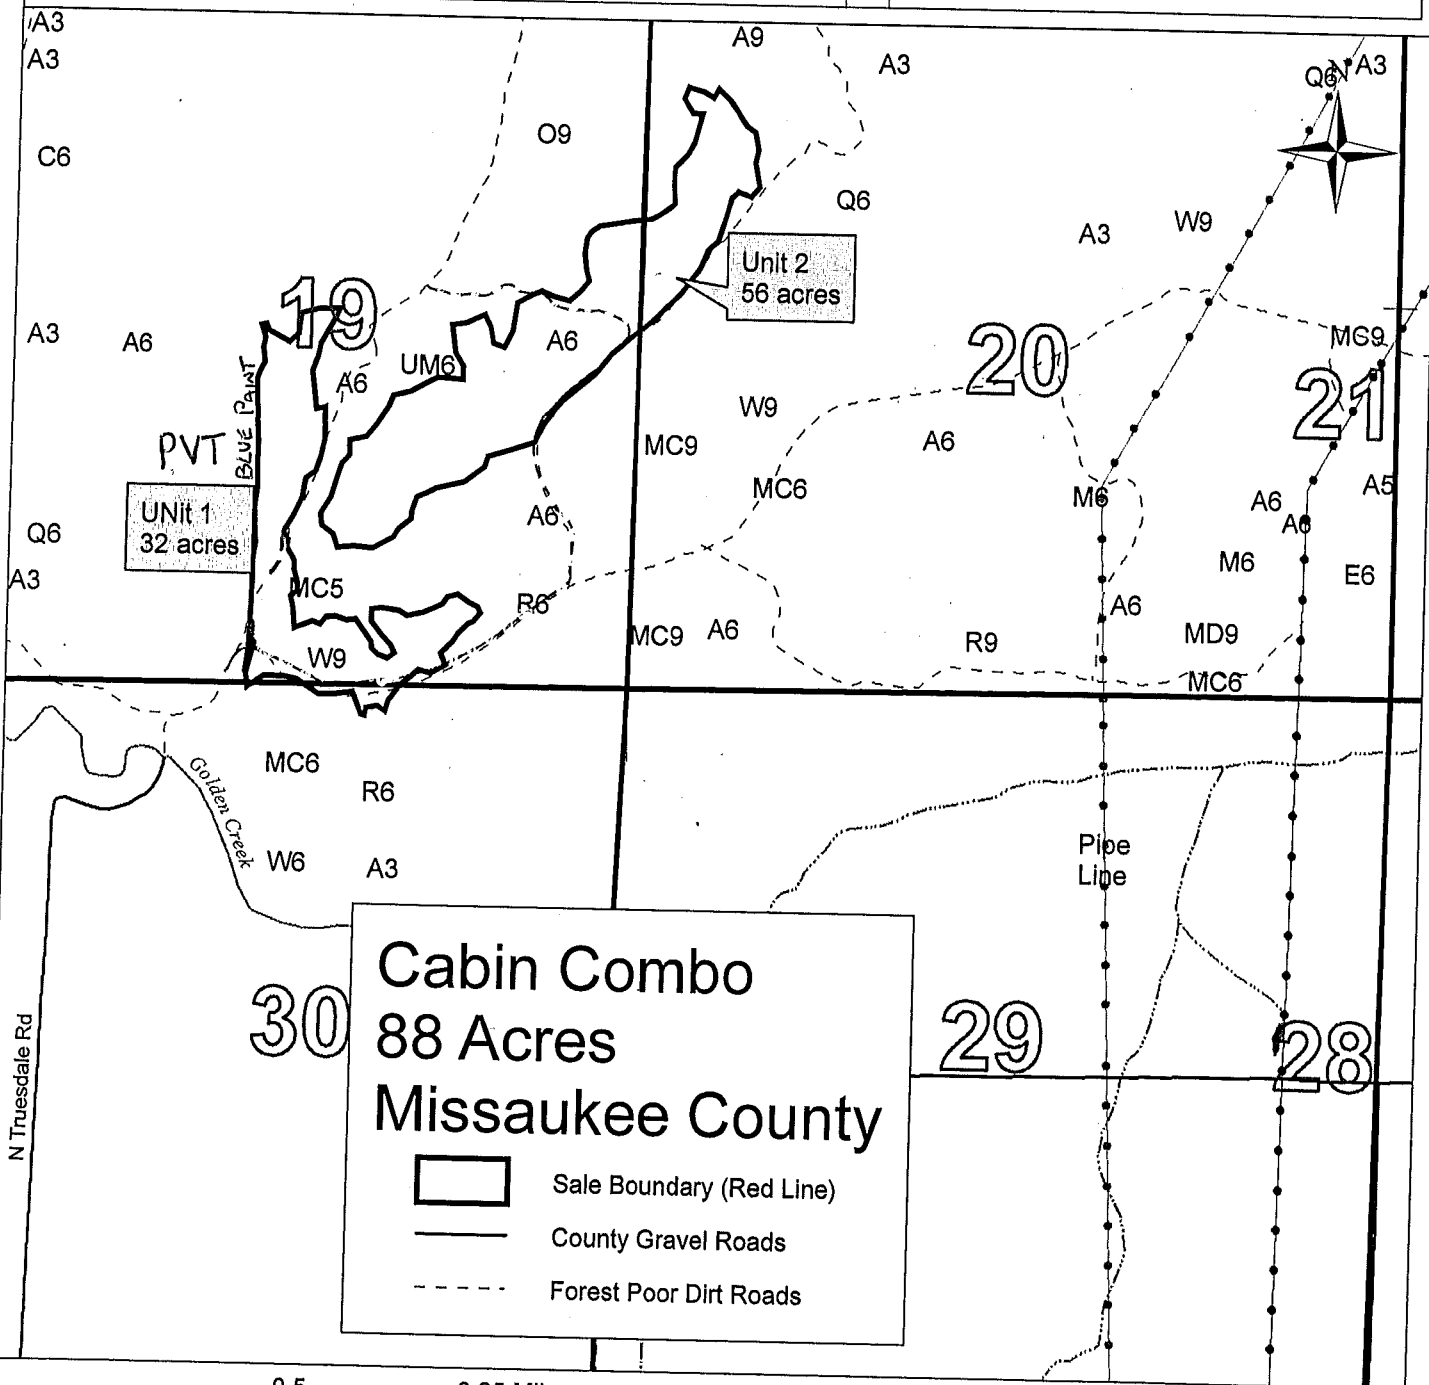 A3
A9
A3
A3
Q6
N
A3
O9
C6
Q6
W9
A3
Unit 2
56 acres
19
A3
A6
A6
UM6
A6
20
MC9
21
BLUE PAINT
PVT
W9
MC9
A6
MC6
M6
A6
A5
A6
UNit 1
32 acres
Q6
A6
M6
E6
A3
MC5
R6
A6
MC9
A6
R9
MD9
W9
MC6
MC6
R6
Golden Creek
W6
A3
Pipe
Line
Cabin Combo
88 Acres
Missaukee County
30
29
28
N Truesdale Rd
Sale Boundary (Red Line)
County Gravel Roads
Forest Poor Dirt Roads